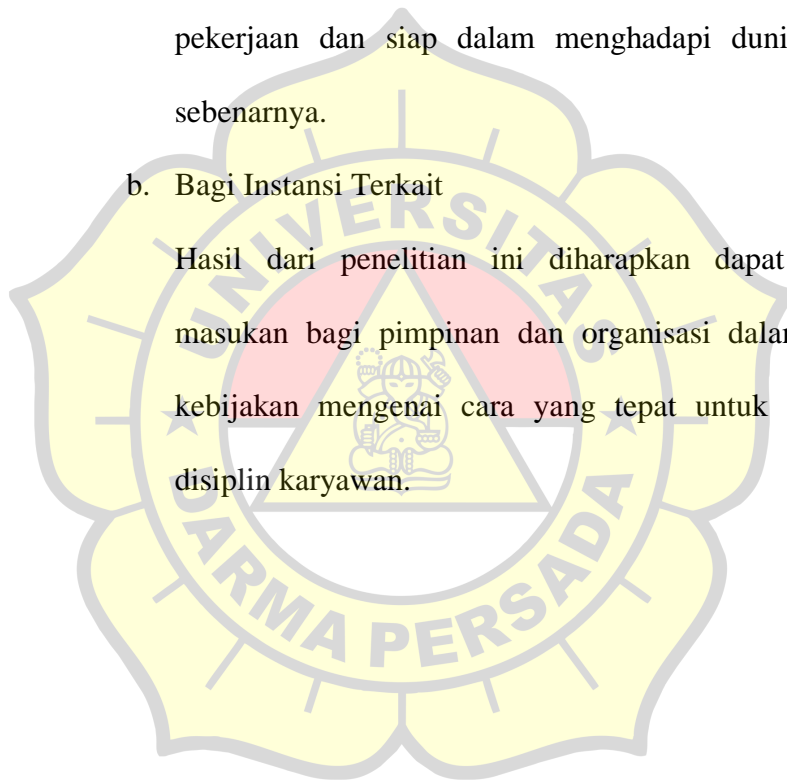 pekerjaan dan siap dalam menghadapi duni
sebenarnya.
b. Bagi Instansi Terkait
Hasil dari penelitian ini diharapkan dapat
masukan bagi pimpinan dan organisasi dalam
kebijakan mengenai cara yang tepat untuk
disiplin karyawan.
UNIVERSITAS
DARMA PERSADA